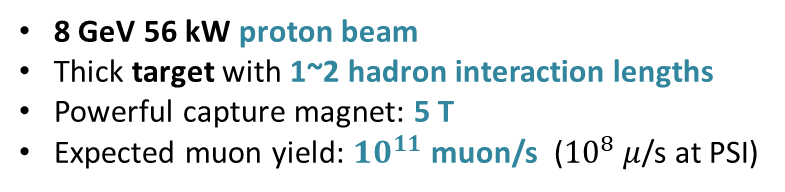 • 8 GeV 56 kW proton beam
• Thick target with 1~2 hadron interaction lengths
• Powerful capture magnet: 5 T
• Expected muon yield: 10¹¹ muon/s (10⁸ μ/s at PSI)